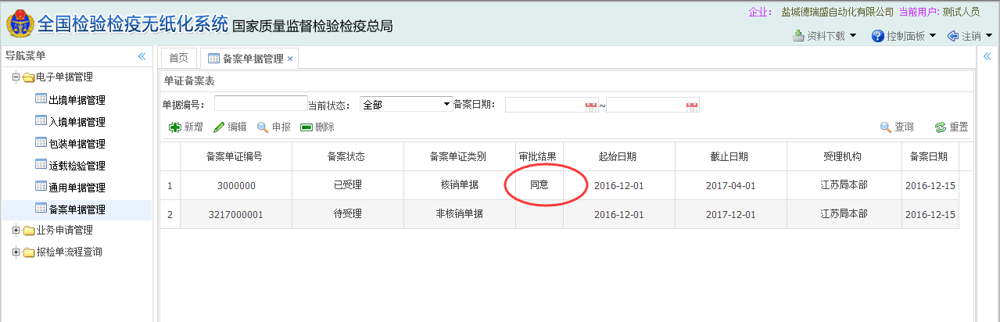 全国检验检疫无纸化系统 国家质量监督检验检疫总局
企业: 盐城德瑞盛自动化有限公司 当前用户: 测试人员
资料下载 控制面板 注销
导航菜单
电子单据管理
出境单据管理
入境单据管理
包装单据管理
适载检验管理
通用单据管理
备案单据管理
业务申请管理
报检单流程查询
首页 备案单据管理 ×
单证备案表
单据编号: 当前状态: 全部 备案日期: ~
新增 编辑 申报 删除 查询 重置
备案单证编号 备案状态 备案单证类别 审批结果 起始日期 截止日期 受理机构 备案日期
1 3000000 已受理 核销单据 同意 2016-12-01 2017-04-01 江苏局本部 2016-12-15
2 3217000001 待受理 非核销单据 2016-12-01 2017-12-01 江苏局本部 2016-12-15